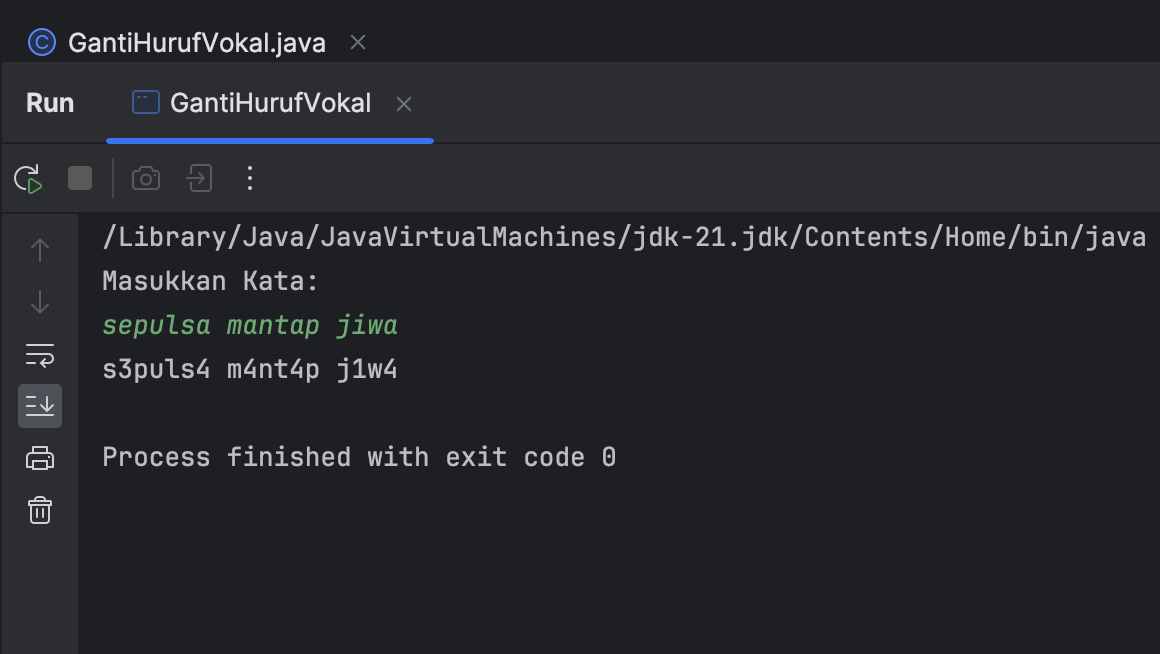 GantiHurufVokal.java
Run GantiHurufVokal
/Library/Java/JavaVirtualMachines/jdk-21.jdk/Contents/Home/bin/java
Masukkan Kata:
sepulsa mantap jiwa
s3puls4 m4nt4p j1w4
Process finished with exit code 0